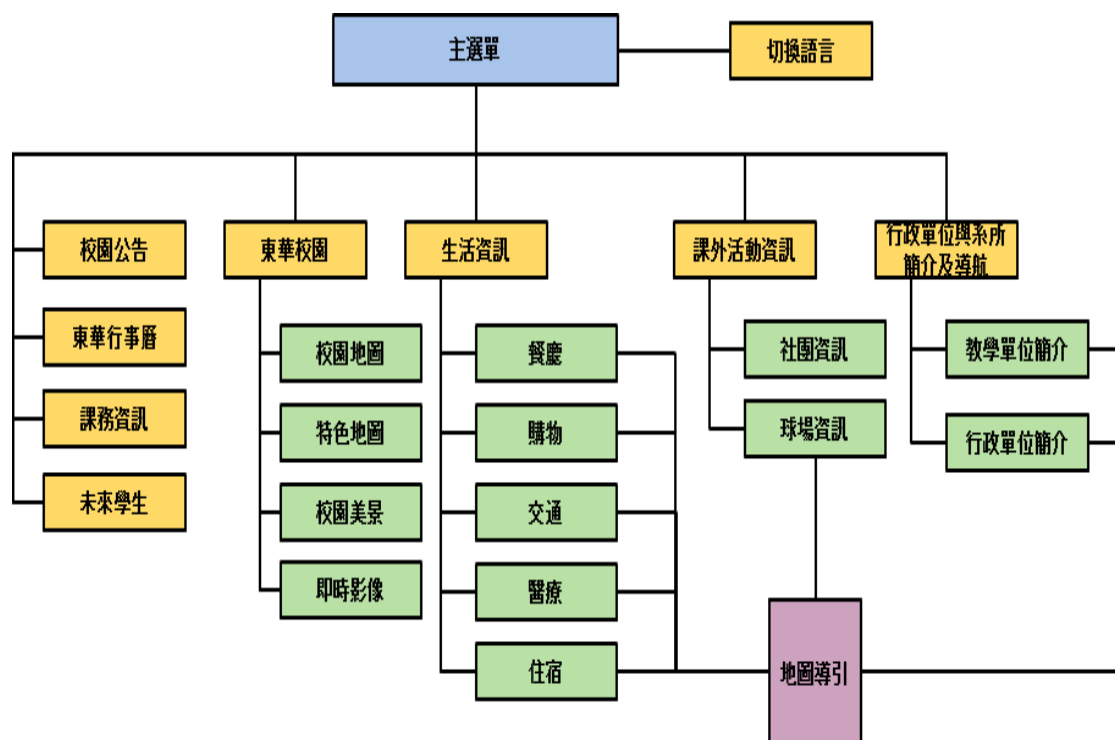 主選單
切換語言
校園公告
東華校園
生活資訊
課外活動資訊
行政單位與系所
簡介及導航
東華行事曆
課務資訊
未來學生
校園地圖
特色地圖
校園美景
即時影像
餐廳
購物
交通
醫療
住宿
社團資訊
球場資訊
教學單位簡介
行政單位簡介
地圖導引